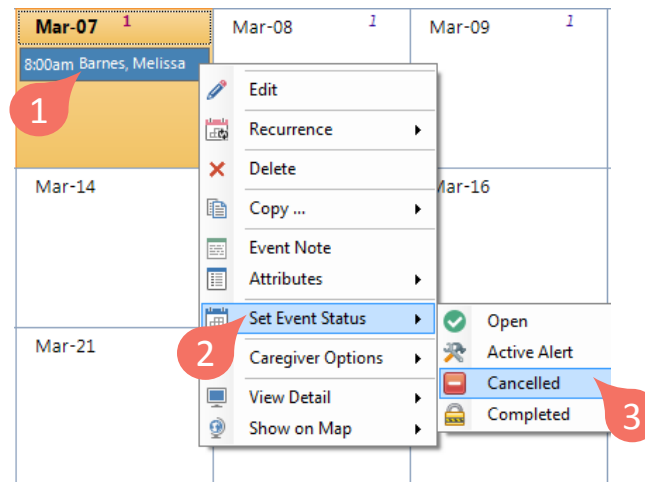 Mar-07 1
Mar-08 1
Mar-09 1
8:00am Barnes, Melissa
1
Edit
Recurrence
Delete
Mar-14
Mar-16
Copy ...
Event Note
Attributes
2
Set Event Status
Open
Mar-21
Caregiver Options
Active Alert
View Detail
Cancelled
3
Show on Map
Completed